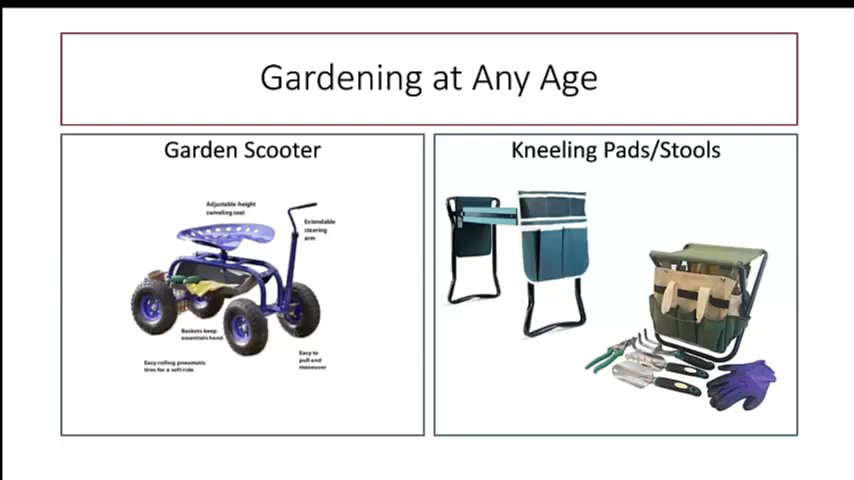 Gardening at Any Age
Garden Scooter
Adjustable-height
swiveling seat
Extendable
steering
arm
Baskets keep
essentials hand
Easy rolling pneumatic
tires for a soft ride
Easy to
pull and
maneuver
Kneeling Pads/Stools